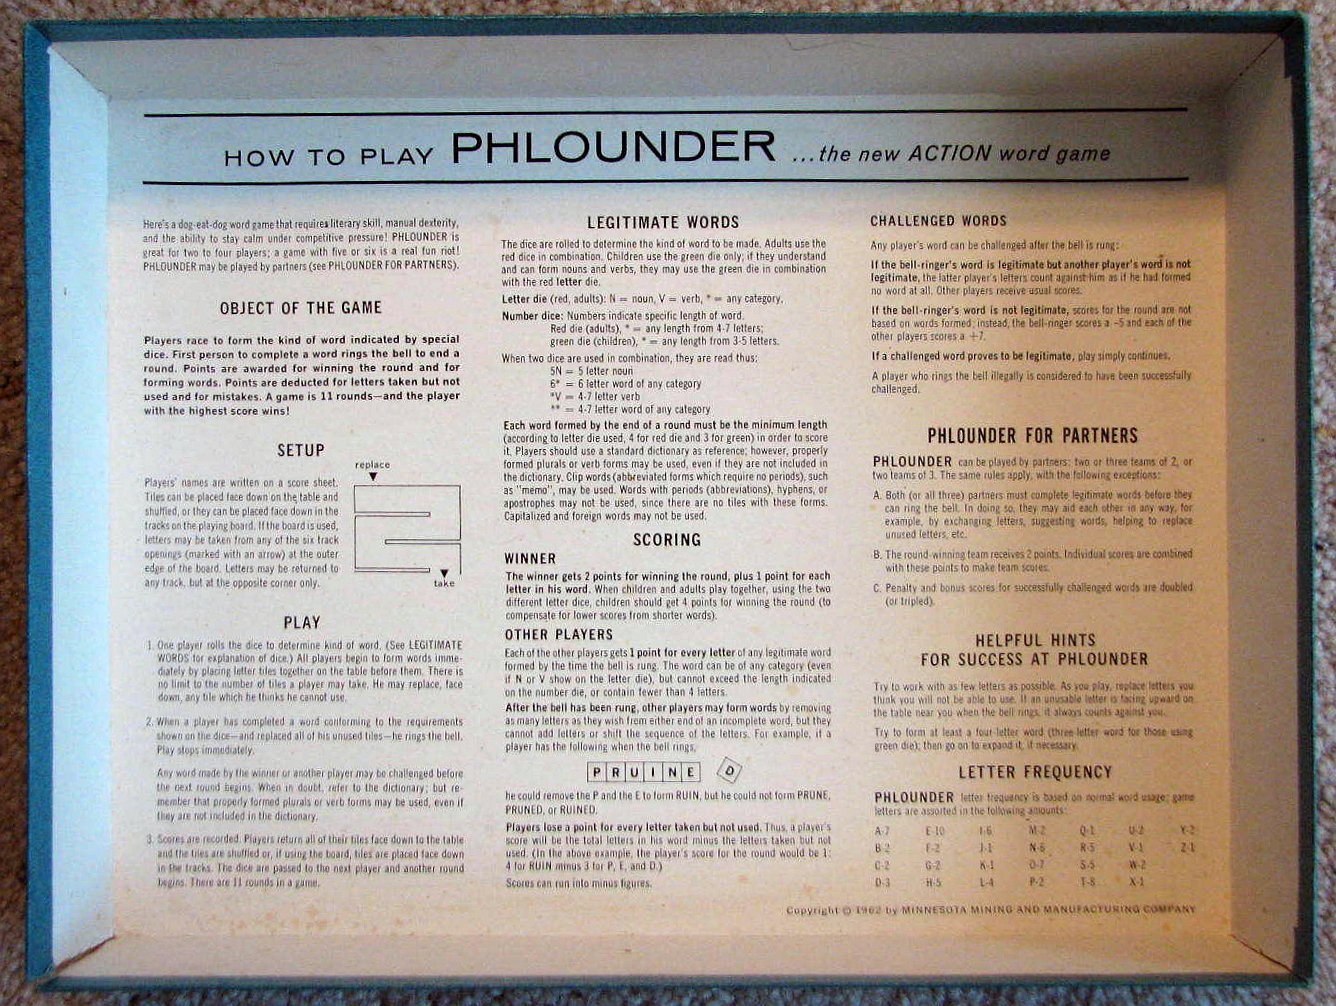 HOW TO PLAY PHLOUNDER ...the new ACTION word game
Here's a dog-eat-dog word game that requires literary skill, manual dexterity,
and the ability to stay calm under competitive pressure! PHLOUNDER is
great for two to four players; a game with five or six is a real fun riot!
PHLOUNDER may be played by partners (see PHLOUNDER FOR PARTNERS).
OBJECT OF THE GAME
Players race to form the kind of word indicated by special
dice. First person to complete a word rings the bell to end a
round. Points are awarded for winning the round and for
forming words. Points are deducted for letters taken but not
used and for mistakes. A game is 11 rounds—and the player
with the highest score wins!
SETUP
Players' names are written on a score sheet.
Tiles can be placed face down on the table and
shuffled, or they can be placed face down in the
tracks on the playing board. If the board is used,
letters may be taken from any of the six track
openings (marked with an arrow) at the outer
edge of the board. Letters may be returned to
any track, but at the opposite corner only.
replace
take
PLAY
1. One player rolls the dice to determine kind of word. (See LEGITIMATE
WORDS for explanation of dice.) All players begin to form words imme-
diately by placing letter tiles together on the table before them. There is
no limit to the number of tiles a player may take. He may replace, face
down, any tile which he thinks he cannot use.
2. When a player has completed a word conforming to the requirements
shown on the dice—and replaced all of his unused tiles—he rings the bell.
Play stops immediately.
Any word made by the winner or another player may be challenged before
the next round begins. When in doubt, refer to the dictionary; but re-
member that properly formed plurals or verb forms may be used, even if
they are not included in the dictionary.
3. Scores are recorded. Players return all of their tiles face down to the table
and the tiles are shuffled or, if using the board, tiles are placed face down
in the tracks. The dice are passed to the next player and another round
begins. There are 11 rounds in a game.
LEGITIMATE WORDS
The dice are rolled to determine the kind of word to be made. Adults use the
red dice in combination. Children use the green die only; if they understand
and can form nouns and verbs, they may use the green die in combination
with the red letter die.
Letter die (red, adults): N = noun, V = verb, * = any category,
Number dice: Numbers indicate specific length of word.
Red die (adults), * = any length from 4-7 letters;
green die (children), * = any length from 3-5 letters.
When two dice are used in combination, they are read thus:
5N = 5 letter noun
6* = 6 letter word of any category
*V = 4-7 letter verb
** = 4-7 letter word of any category
Each word formed by the end of a round must be the minimum length
(according to letter die used, 4 for red die and 3 for green) in order to score
it. Players should use a standard dictionary as reference; however, properly
formed plurals or verb forms may be used, even if they are not included in
the dictionary. Clip words (abbreviated forms which require no periods), such
as "memo", may be used. Words with periods (abbreviations), hyphens, or
apostrophes may not be used, since there are no tiles with these forms.
Capitalized and foreign words may not be used.
SCORING
WINNER
The winner gets 2 points for winning the round, plus 1 point for each
letter in his word. When children and adults play together, using the two
different letter dice, children should get 4 points for winning the round (to
compensate for lower scores from shorter words).
OTHER PLAYERS
Each of the other players gets 1 point for every letter of any legitimate word
formed by the time the bell is rung. The word can be of any category (even
if N or V show on the letter die), but cannot exceed the length indicated
on the number die, or contain fewer than 4 letters.
After the bell has been rung, other players may form words by removing
as many letters as they wish from either end of an incomplete word, but they
cannot add letters or shift the sequence of the letters. For example, if a
player has the following when the bell rings,
P R U I N E D
he could remove the P and the E to form RUIN, but he could not form PRUNE,
PRUNED, or RUINED.
Players lose a point for every letter taken but not used. Thus, a player's
score will be the total letters in his word minus the letters taken but not
used. (In the above example, the player's score for the round would be 1:
4 for RUIN minus 3 for P, E, and D.)
Scores can run into minus figures.
CHALLENGED WORDS
Any player's word can be challenged after the bell is rung:
If the bell-ringer's word is legitimate but another player's word is not
legitimate, the latter player's letters count against him as if he had formed
no word at all. Other players receive usual scores.
If the bell-ringer's word is not legitimate, scores for the round are not
based on words formed; instead, the bell-ringer scores a -5 and each of the
other players scores a +7.
If a challenged word proves to be legitimate, play simply continues.
A player who rings the bell illegally is considered to have been successfully
challenged.
PHLOUNDER FOR PARTNERS
PHLOUNDER can be played by partners: two or three teams of 2, or
two teams of 3. The same rules apply, with the following exceptions:
A. Both (or all three) partners must complete legitimate words before they
can ring the bell. In doing so, they may aid each other in any way, for
example, by exchanging letters, suggesting words, helping to replace
unused letters, etc.
B. The round-winning team receives 2 points. Individual scores are combined
with these points to make team scores.
C. Penalty and bonus scores for successfully challenged words are doubled
(or tripled).
HELPFUL HINTS
FOR SUCCESS AT PHLOUNDER
Try to work with as few letters as possible. As you play, replace letters you
think you will not be able to use. If an unusable letter is facing upward on
the table near you when the bell rings, it always counts against you.
Try to form at least a four-letter word (three-letter word for those using
green die); then go on to expand it, if necessary.
LETTER FREQUENCY
PHLOUNDER letter frequency is based on normal word usage; game
letters are assorted in the following amounts:
A-7 E-10 I-6 M-2 Q-1 U-2 Y-2
B-2 F-2 J-1 N-6 R-5 V-1 Z-1
C-2 G-2 K-1 O-7 S-5 W-2
D-3 H-5 L-4 P-2 T-8 X-1
Copyright © 1962 by MINNESOTA MINING AND MANUFACTURING COMPANY